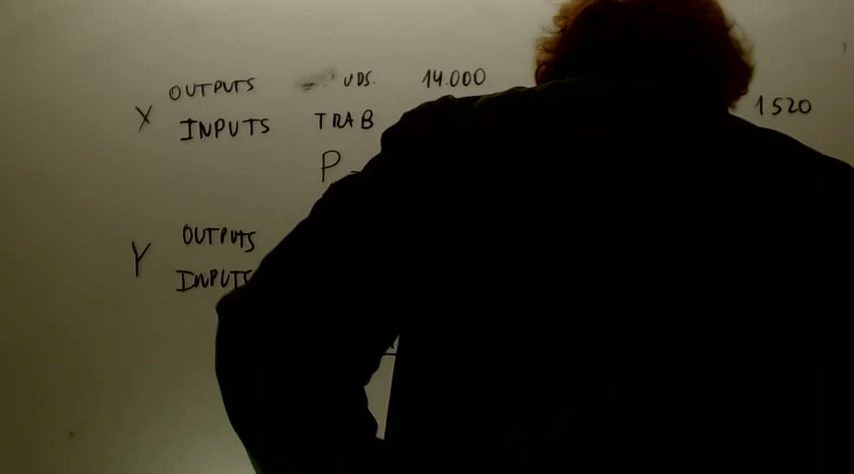 OUTPUTS UDS. 14.000
X INPUTS TRAB 1520
P
Y OUTPUTS
INPUTS